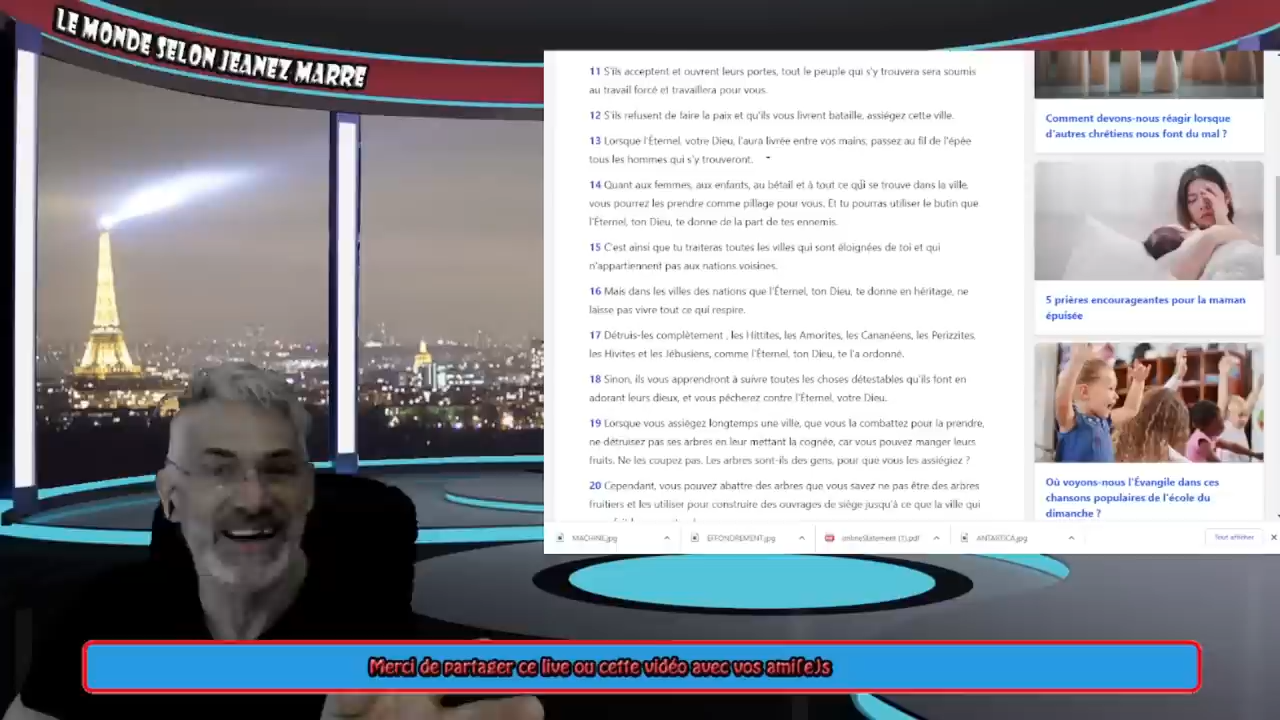 LE MONDE SELON JEANEZ MARRE
11 S'ils acceptent et ouvrent leurs portes, tout le peuple qui s'y trouvera sera soumis
au travail forcé et travaillera pour vous.
12 S'ils refusent de faire la paix et qu'ils vous livrent bataille, assiégez cette ville.
13 Lorsque l'Éternel, votre Dieu, l'aura livrée entre vos mains, passez au fil de l'épée
tous les hommes qui s'y trouveront.
14 Quant aux femmes, aux enfants, au bétail et à tout ce qui se trouve dans la ville,
vous pourrez les prendre comme pillage pour vous. Et tu pourras utiliser le butin que
l'Éternel, ton Dieu, te donne de la part de tes ennemis.
15 C'est ainsi que tu traiteras toutes les villes qui sont éloignées de toi et qui
n'appartiennent pas aux nations voisines.
16 Mais dans les villes des nations que l'Éternel, ton Dieu, te donne en héritage, ne
laisse pas vivre tout ce qui respire.
17 Détruis-les complètement , les Hittites, les Amorites, les Cananéens, les Perizzites,
les Hivites et les Jébusiens, comme l'Éternel, ton Dieu, te l'a ordonné.
18 Sinon, ils vous apprendront à suivre toutes les choses détestables qu'ils font en
adorant leurs dieux, et vous pécherez contre l'Éternel, votre Dieu.
19 Lorsque vous assiégez longtemps une ville, que vous la combattez pour la prendre,
ne détruisez pas ses arbres en leur mettant la cognée, car vous pouvez manger leurs
fruits. Ne les coupez pas. Les arbres sont-ils des gens, pour que vous les assiégiez ?
20 Cependant, vous pouvez abattre des arbres que vous savez ne pas être des arbres
fruitiers et les utiliser pour construire des ouvrages de siège jusqu'à ce que la ville qui
Comment devons-nous réagir lorsque
d'autres chrétiens nous font du mal ?
5 prières encourageantes pour la maman
épuisée
Où voyons-nous l'Évangile dans ces
chansons populaires de l'école du
dimanche ?
MACHINE.jpg
EFFONDREMENT.jpg
onlineStatement (1).pdf
ANTARTICA.jpg
Tout afficher
Merci de partager ce live ou cette vidéo avec vos ami(e)s